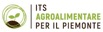 ITS
AGROALIMENTARE
PER IL PIEMONTE